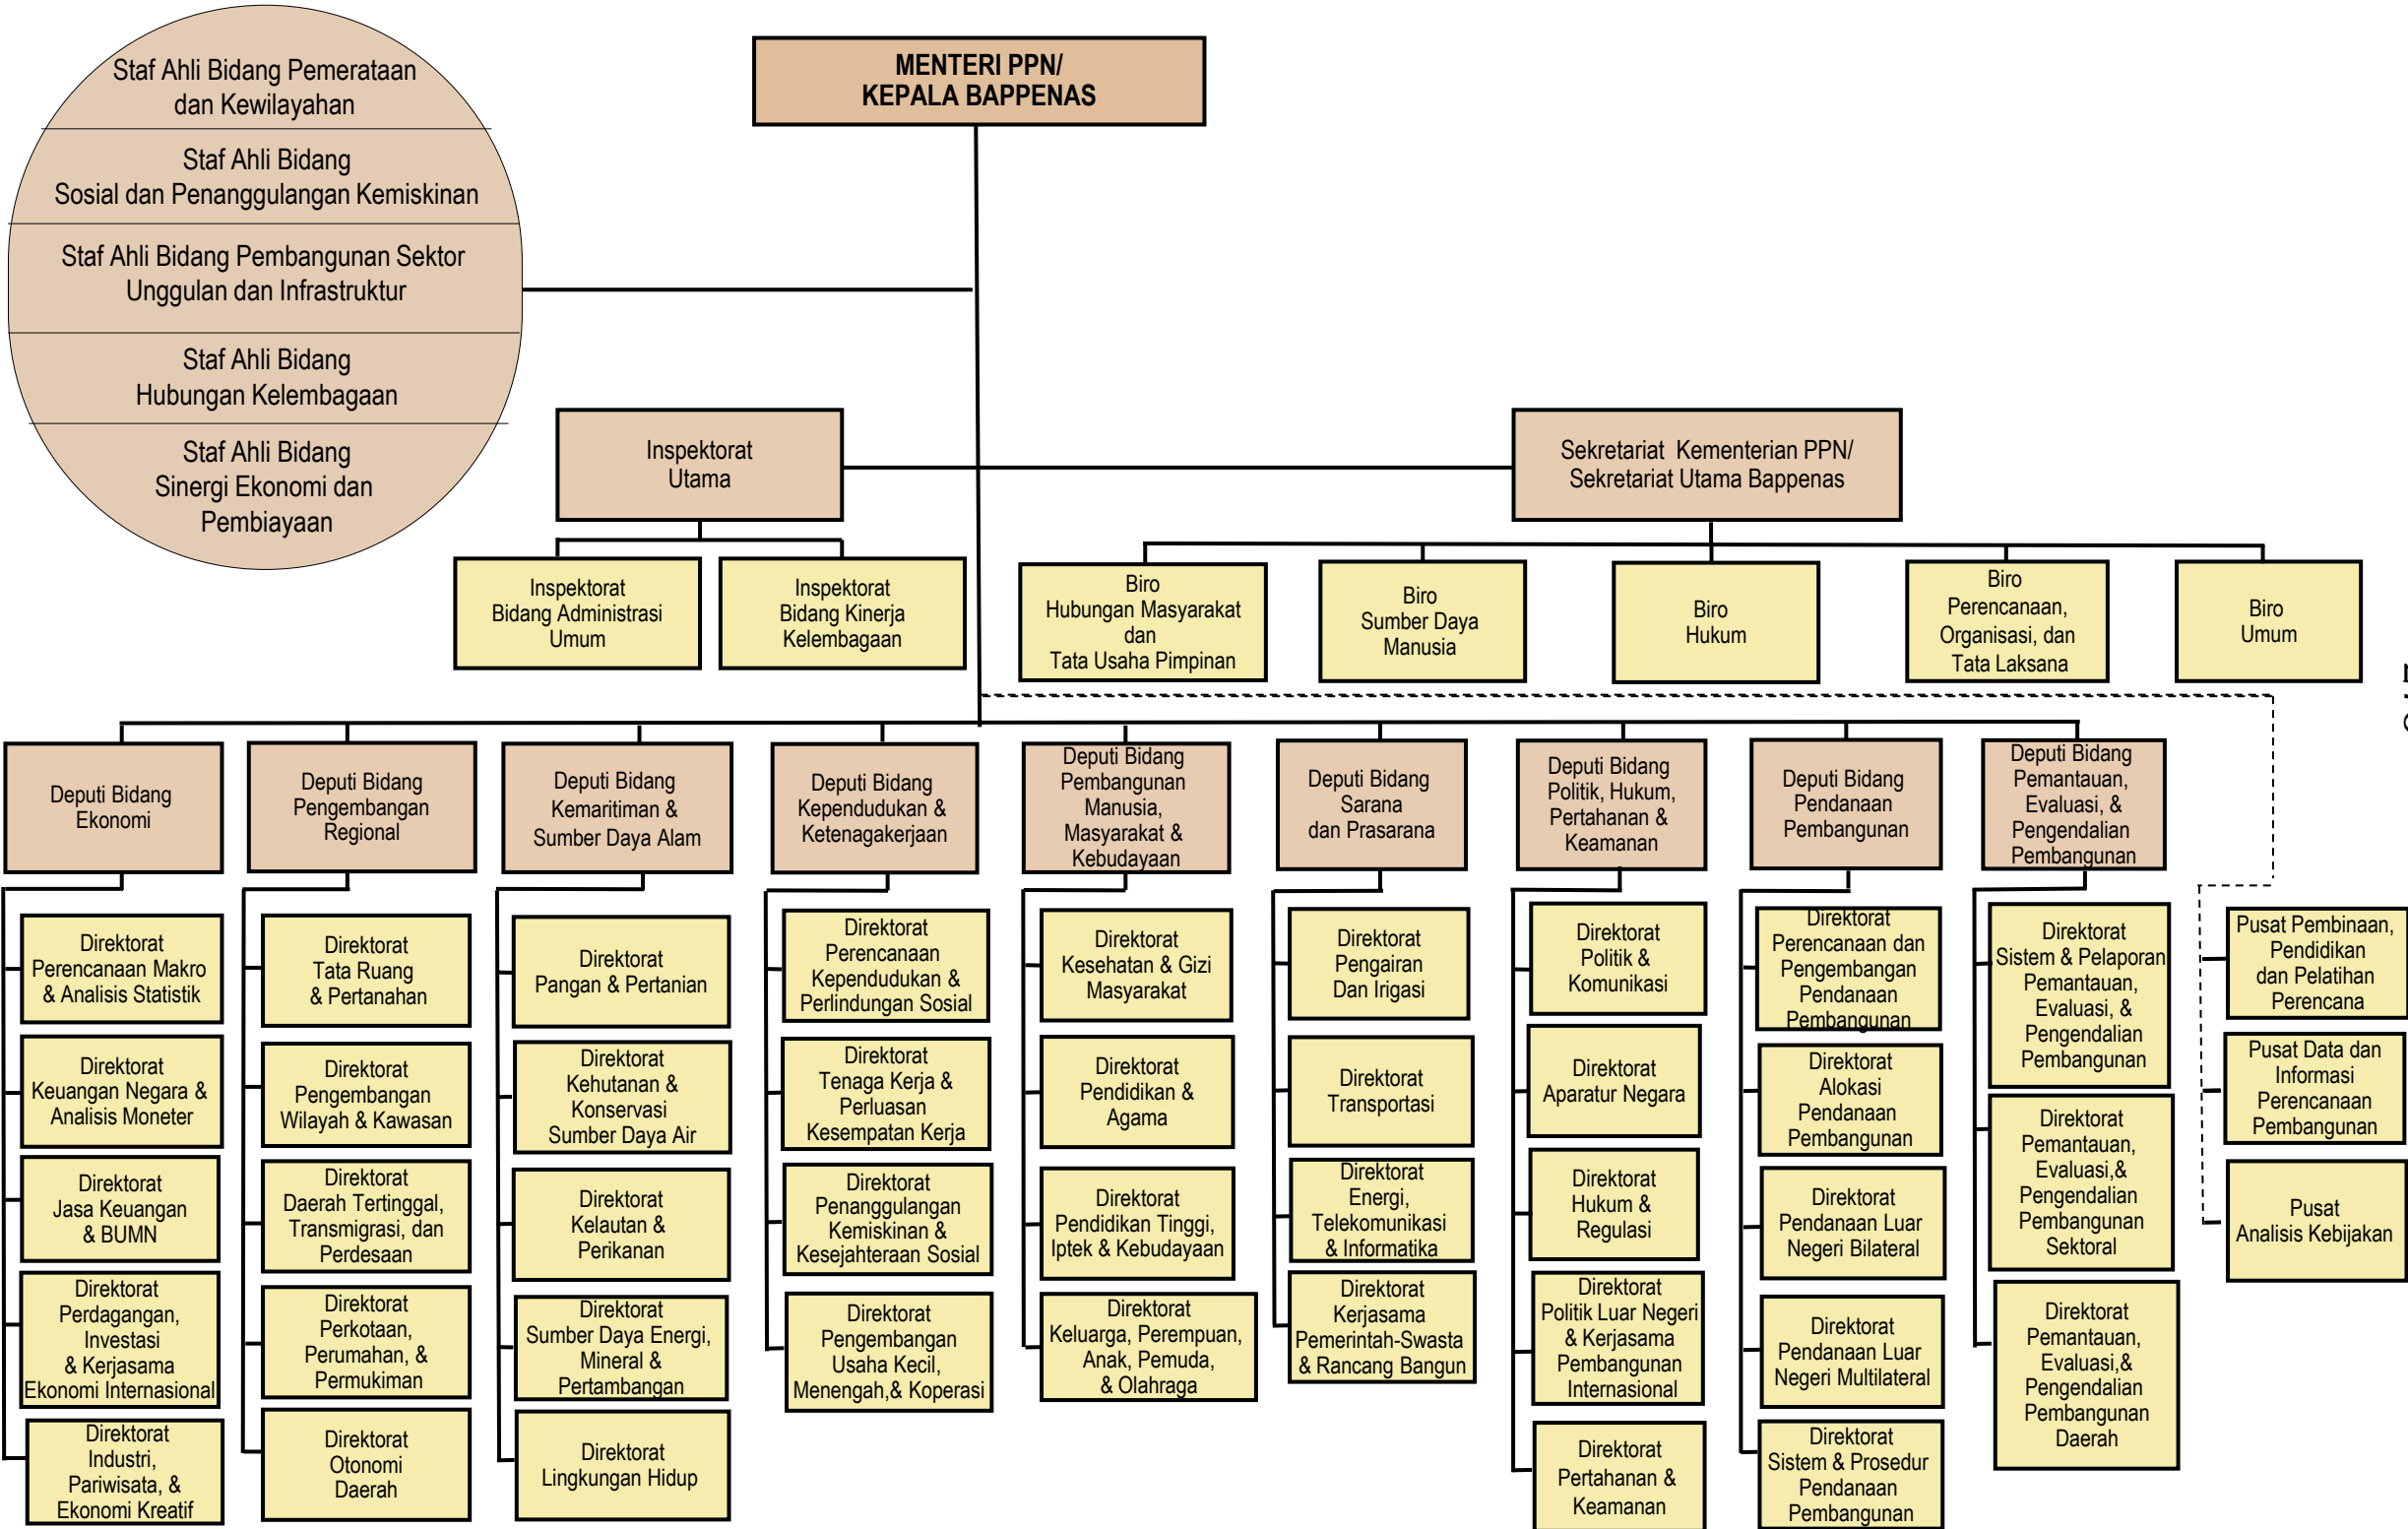 Staf Ahli Bidang Pemerataan
dan Kewilayahan
Staf Ahli Bidang
Sosial dan Penanggulangan Kemiskinan
Staf Ahli Bidang Pembangunan Sektor
Unggulan dan Infrastruktur
Staf Ahli Bidang
Hubungan Kelembagaan
Staf Ahli Bidang
Sinergi Ekonomi dan
Pembiayaan
MENTERI PPN/
KEPALA BAPPENAS
Inspektorat
Utama
Sekretariat Kementerian PPN/
Sekretariat Utama Bappenas
Inspektorat
Bidang Administrasi
Umum
Inspektorat
Bidang Kinerja
Kelembagaan
Biro
Hubungan Masyarakat
dan
Tata Usaha Pimpinan
Biro
Sumber Daya
Manusia
Biro
Hukum
Biro
Perencanaan,
Organisasi, dan
Tata Laksana
Biro
Umum
Deputi Bidang
Ekonomi
Deputi Bidang
Pengembangan
Regional
Deputi Bidang
Kemaritiman &
Sumber Daya Alam
Deputi Bidang
Kependudukan &
Ketenagakerjaan
Deputi Bidang
Pembangunan
Manusia,
Masyarakat &
Kebudayaan
Deputi Bidang
Sarana
dan Prasarana
Deputi Bidang
Politik, Hukum,
Pertahanan &
Keamanan
Deputi Bidang
Pendanaan
Pembangunan
Deputi Bidang
Pemantauan,
Evaluasi, &
Pengendalian
Pembangunan
Direktorat
Perencanaan Makro
& Analisis Statistik
Direktorat
Keuangan Negara &
Analisis Moneter
Direktorat
Jasa Keuangan
& BUMN
Direktorat
Perdagangan,
Investasi
& Kerjasama
Ekonomi Internasional
Direktorat
Industri,
Pariwisata, &
Ekonomi Kreatif
Direktorat
Tata Ruang
& Pertanahan
Direktorat
Pengembangan
Wilayah & Kawasan
Direktorat
Daerah Tertinggal,
Transmigrasi, dan
Perdesaan
Direktorat
Perkotaan,
Perumahan, &
Permukiman
Direktorat
Otonomi
Daerah
Direktorat
Pangan & Pertanian
Direktorat
Kehutanan &
Konservasi
Sumber Daya Air
Direktorat
Kelautan &
Perikanan
Direktorat
Sumber Daya Energi,
Mineral &
Pertambangan
Direktorat
Lingkungan Hidup
Direktorat
Perencanaan
Kependudukan &
Perlindungan Sosial
Direktorat
Tenaga Kerja &
Perluasan
Kesempatan Kerja
Direktorat
Penanggulangan
Kemiskinan &
Kesejahteraan Sosial
Direktorat
Pengembangan
Usaha Kecil,
Menengah,& Koperasi
Direktorat
Kesehatan & Gizi
Masyarakat
Direktorat
Pendidikan &
Agama
Direktorat
Pendidikan Tinggi,
Iptek & Kebudayaan
Direktorat
Keluarga, Perempuan,
Anak, Pemuda,
& Olahraga
Direktorat
Pengairan
Dan Irigasi
Direktorat
Transportasi
Direktorat
Energi,
Telekomunikasi
& Informatika
Direktorat
Kerjasama
Pemerintah-Swasta
& Rancang Bangun
Direktorat
Politik &
Komunikasi
Direktorat
Aparatur Negara
Direktorat
Hukum &
Regulasi
Direktorat
Politik Luar Negeri
& Kerjasama
Pembangunan
Internasional
Direktorat
Pertahanan &
Keamanan
Direktorat
Perencanaan dan
Pengembangan
Pendanaan
Pembangunan
Direktorat
Alokasi
Pendanaan
Pembangunan
Direktorat
Pendanaan Luar
Negeri Bilateral
Direktorat
Pendanaan Luar
Negeri Multilateral
Direktorat
Sistem & Prosedur
Pendanaan
Pembangunan
Direktorat
Sistem & Pelaporan
Pemantauan,
Evaluasi, &
Pengendalian
Pembangunan
Direktorat
Pemantauan,
Evaluasi,&
Pengendalian
Pembangunan
Sektoral
Direktorat
Pemantauan,
Evaluasi,&
Pengendalian
Pembangunan
Daerah
Pusat Pembinaan,
Pendidikan
dan Pelatihan
Perencana
Pusat Data dan
Informasi
Perencanaan
Pembangunan
Pusat
Analisis Kebijakan